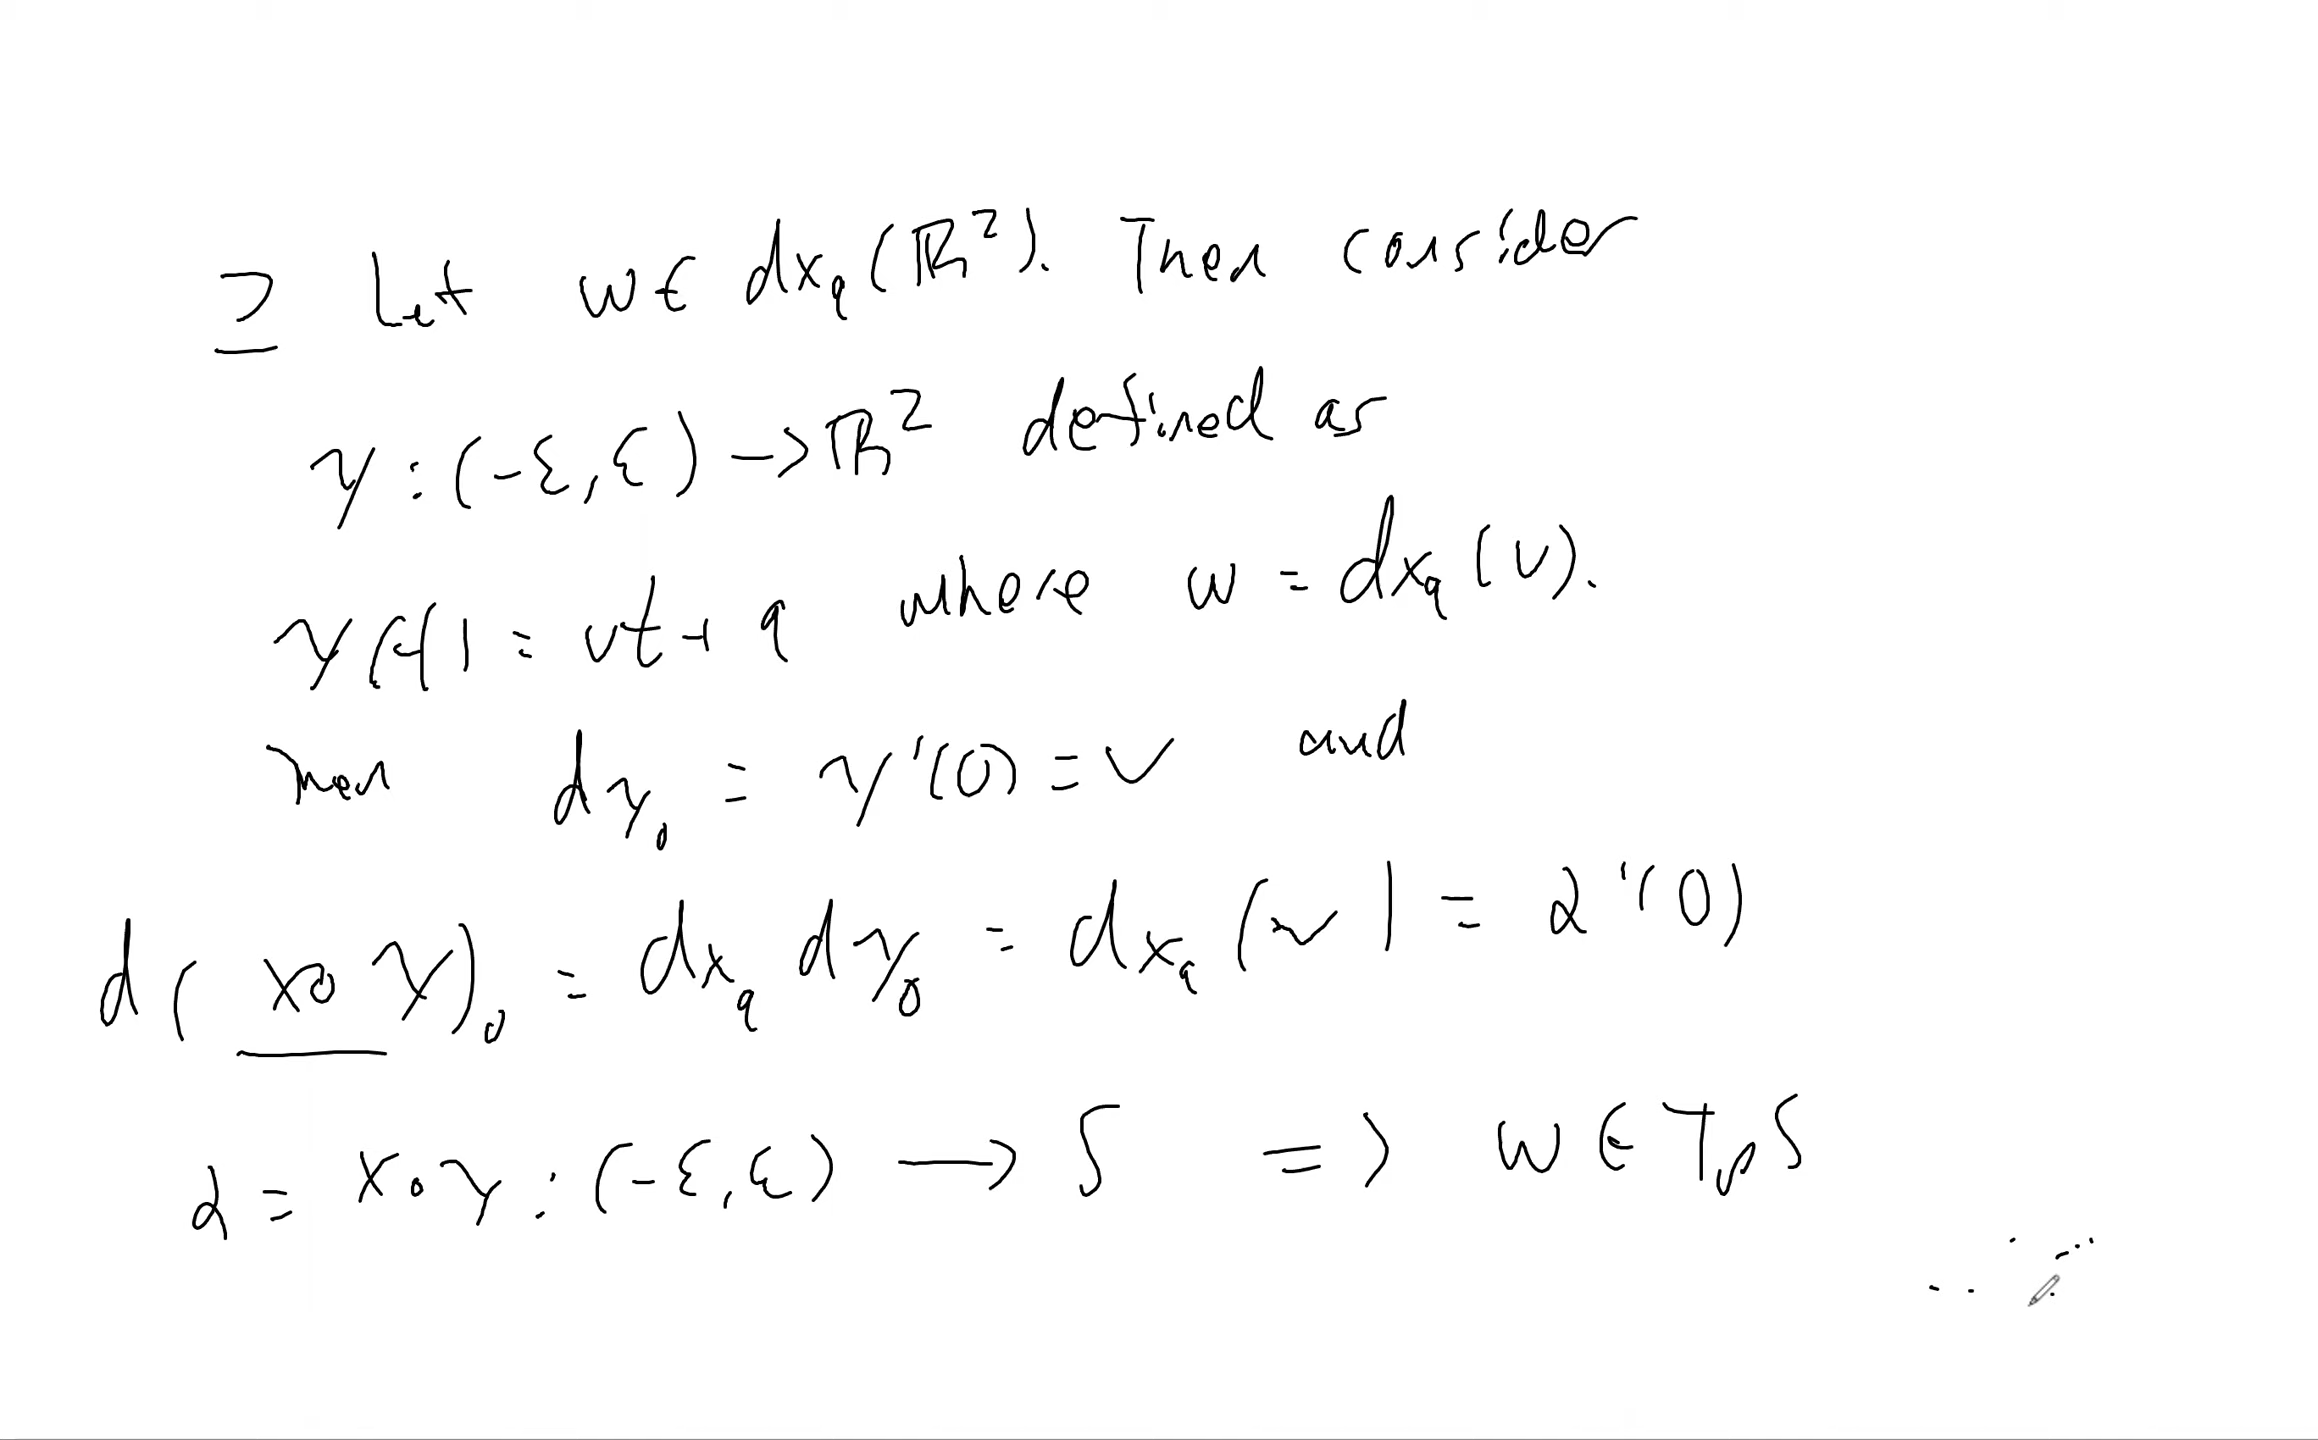 ⊇ Let w ∈ dx_q(ℝ²). Then consider
γ : (-ε, ε) → ℝ² defined as
γ(t) = vt + q where w = dx_q(v).
Then dγ_0 = γ'(0) = v and
d(x∘γ)_0 = dx_q dγ_0 = dx_q(v) = α'(0)
α = x∘γ : (-ε, ε) → S ⇒ w ∈ T_pS